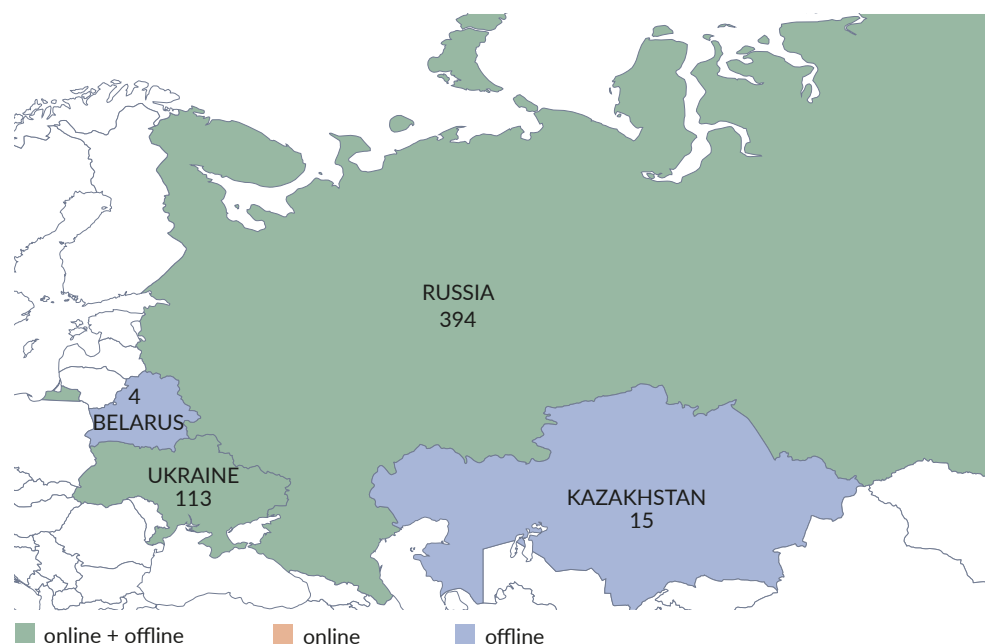 RUSSIA
394
4
BELARUS
UKRAINE
113
KAZAKHSTAN
15
online + offline
online
offline